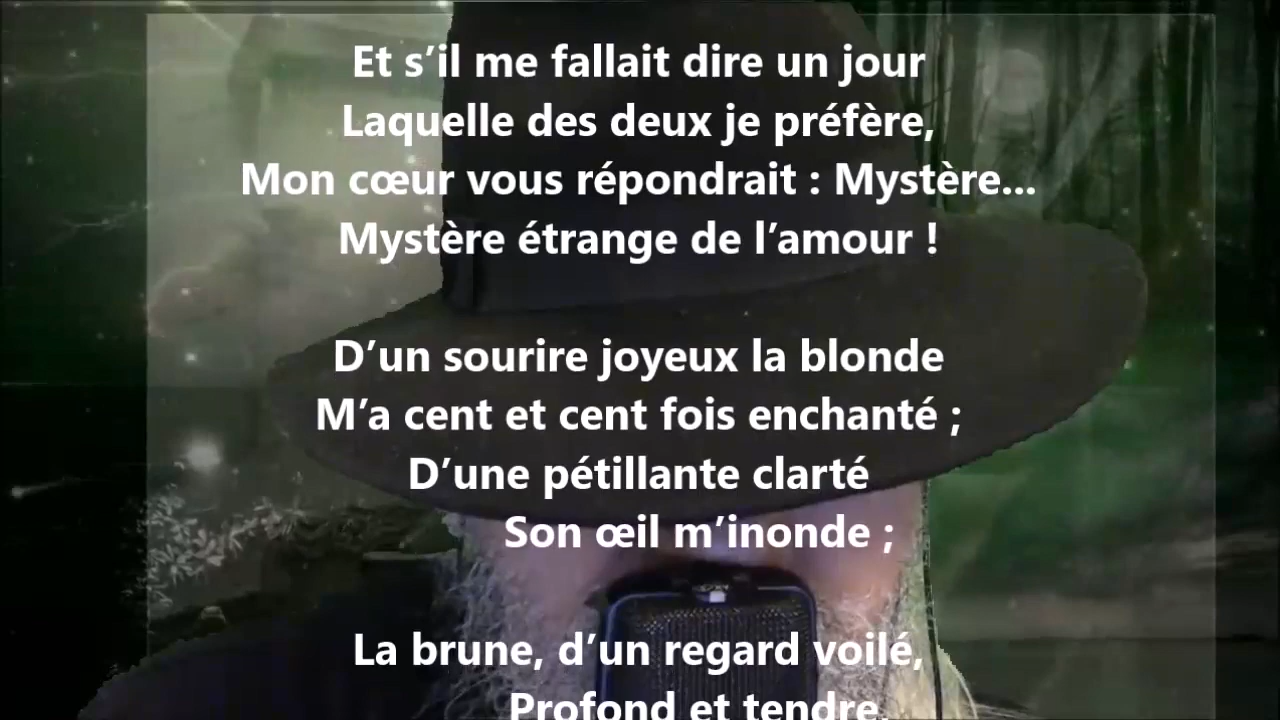 Et s’il me fallait dire un jour
Laquelle des deux je préfère,
Mon cœur vous répondrait : Mystère...
Mystère étrange de l’amour !
D’un sourire joyeux la blonde
M’a cent et cent fois enchanté ;
D’une pétillante clarté
Son œil m’inonde ;
La brune, d’un regard voilé,
Profond et tendre,